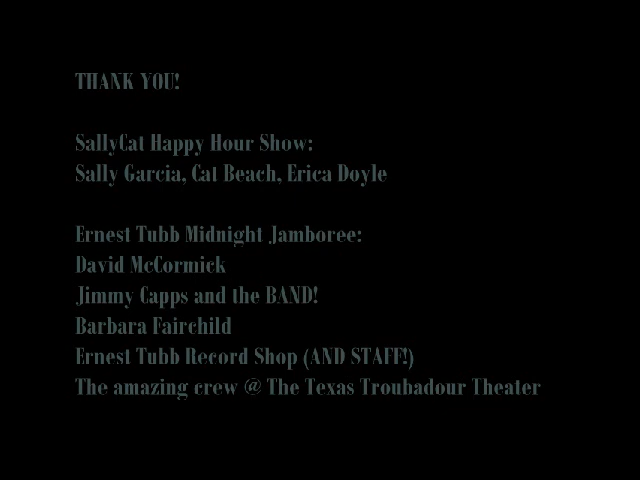 THANK YOU!
SallyCat Happy Hour Show:
Sally Garcia, Cat Beach, Erica Doyle
Ernest Tubb Midnight Jamboree:
David McCormick
Jimmy Capps and the BAND!
Barbara Fairchild
Ernest Tubb Record Shop (AND STAFF!)
The amazing crew @ The Texas Troubadour Theater